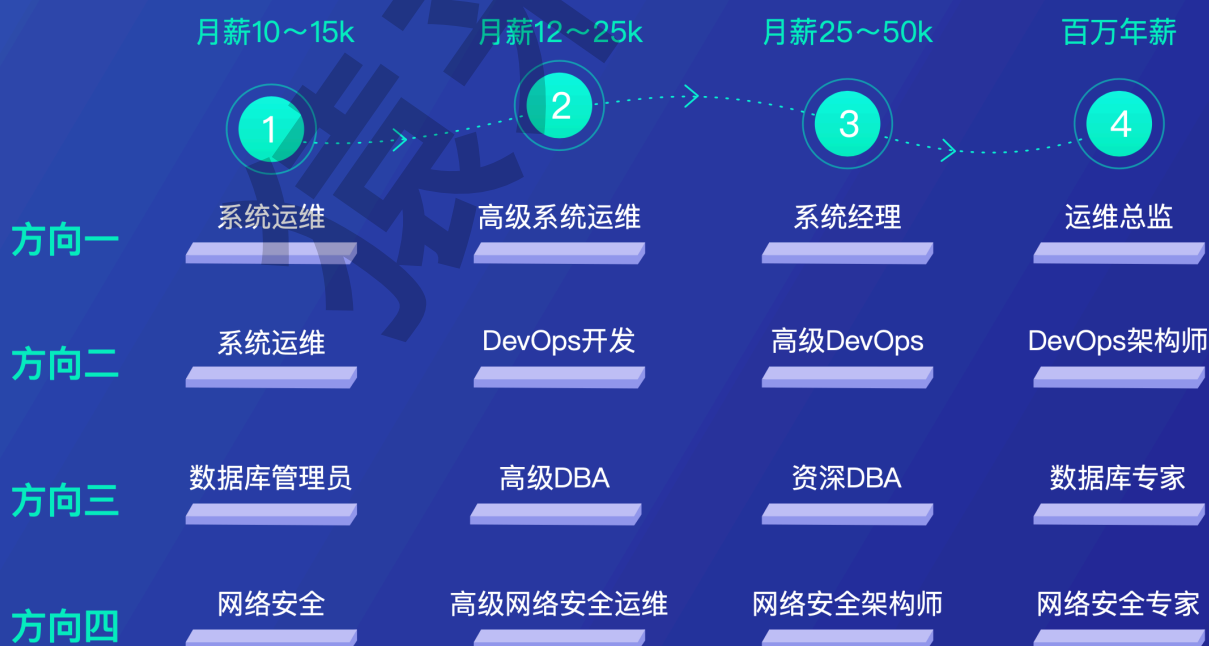 月薪10～15k 月薪12～25k 月薪25～50k 百万年薪
1 2 3 4
方向一 系统运维 高级系统运维 系统经理 运维总监
方向二 系统运维 DevOps开发 高级DevOps DevOps架构师
方向三 数据库管理员 高级DBA 资深DBA 数据库专家
方向四 网络安全 高级网络安全运维 网络安全架构师 网络安全专家